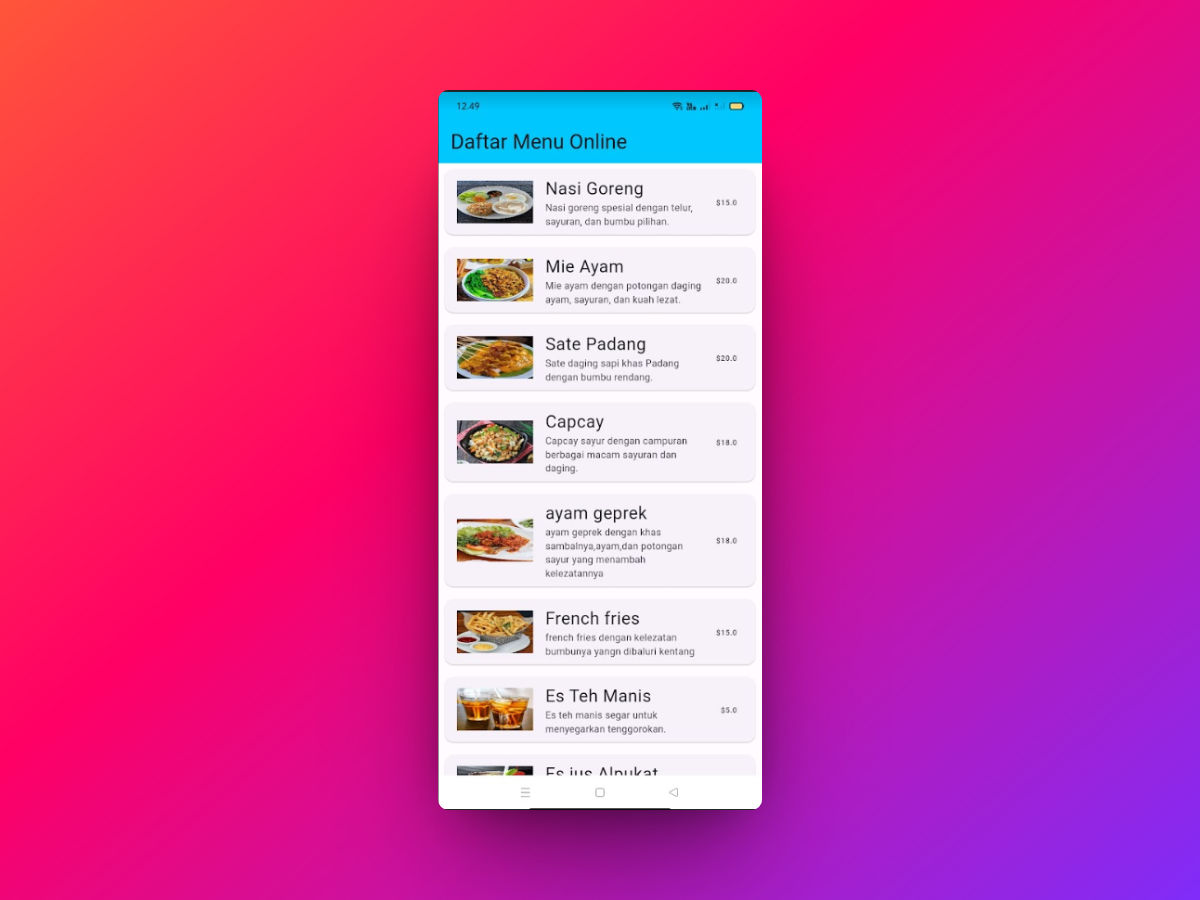 12.49
Daftar Menu Online
Nasi Goreng
Nasi goreng spesial dengan telur,
sayuran, dan bumbu pilihan.
$15.0
Mie Ayam
Mie ayam dengan potongan daging
ayam, sayuran, dan kuah lezat.
$20.0
Sate Padang
Sate daging sapi khas Padang
dengan bumbu rendang.
$20.0
Capcay
Capcay sayur dengan campuran
berbagai macam sayuran dan
daging.
$18.0
ayam geprek
ayam geprek dengan khas
sambalnya,ayam,dan potongan
sayur yang menambah
kelezatannya
$18.0
French fries
french fries dengan kelezatan
bumbunya yangn dibaluri kentang
$15.0
Es Teh Manis
Es teh manis segar untuk
menyegarkan tenggorokan.
$5.0
Es jus Alpukat